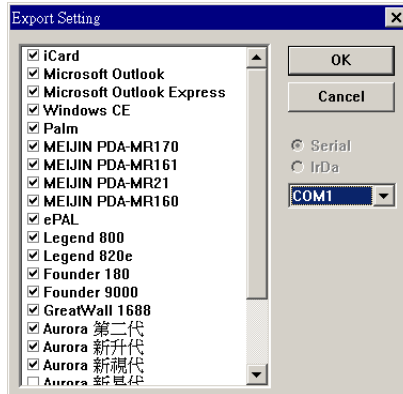 Export Setting
iCard
Microsoft Outlook
Microsoft Outlook Express
Windows CE
Palm
MEIJIN PDA-MR170
MEIJIN PDA-MR161
MEIJIN PDA-MR21
MEIJIN PDA-MR160
ePAL
Legend 800
Legend 820e
Founder 180
Founder 9000
GreatWall 1688
Aurora 第二代
Aurora 新升代
Aurora 新視代
Aurora
OK
Cancel
Serial
IrDa
COM1